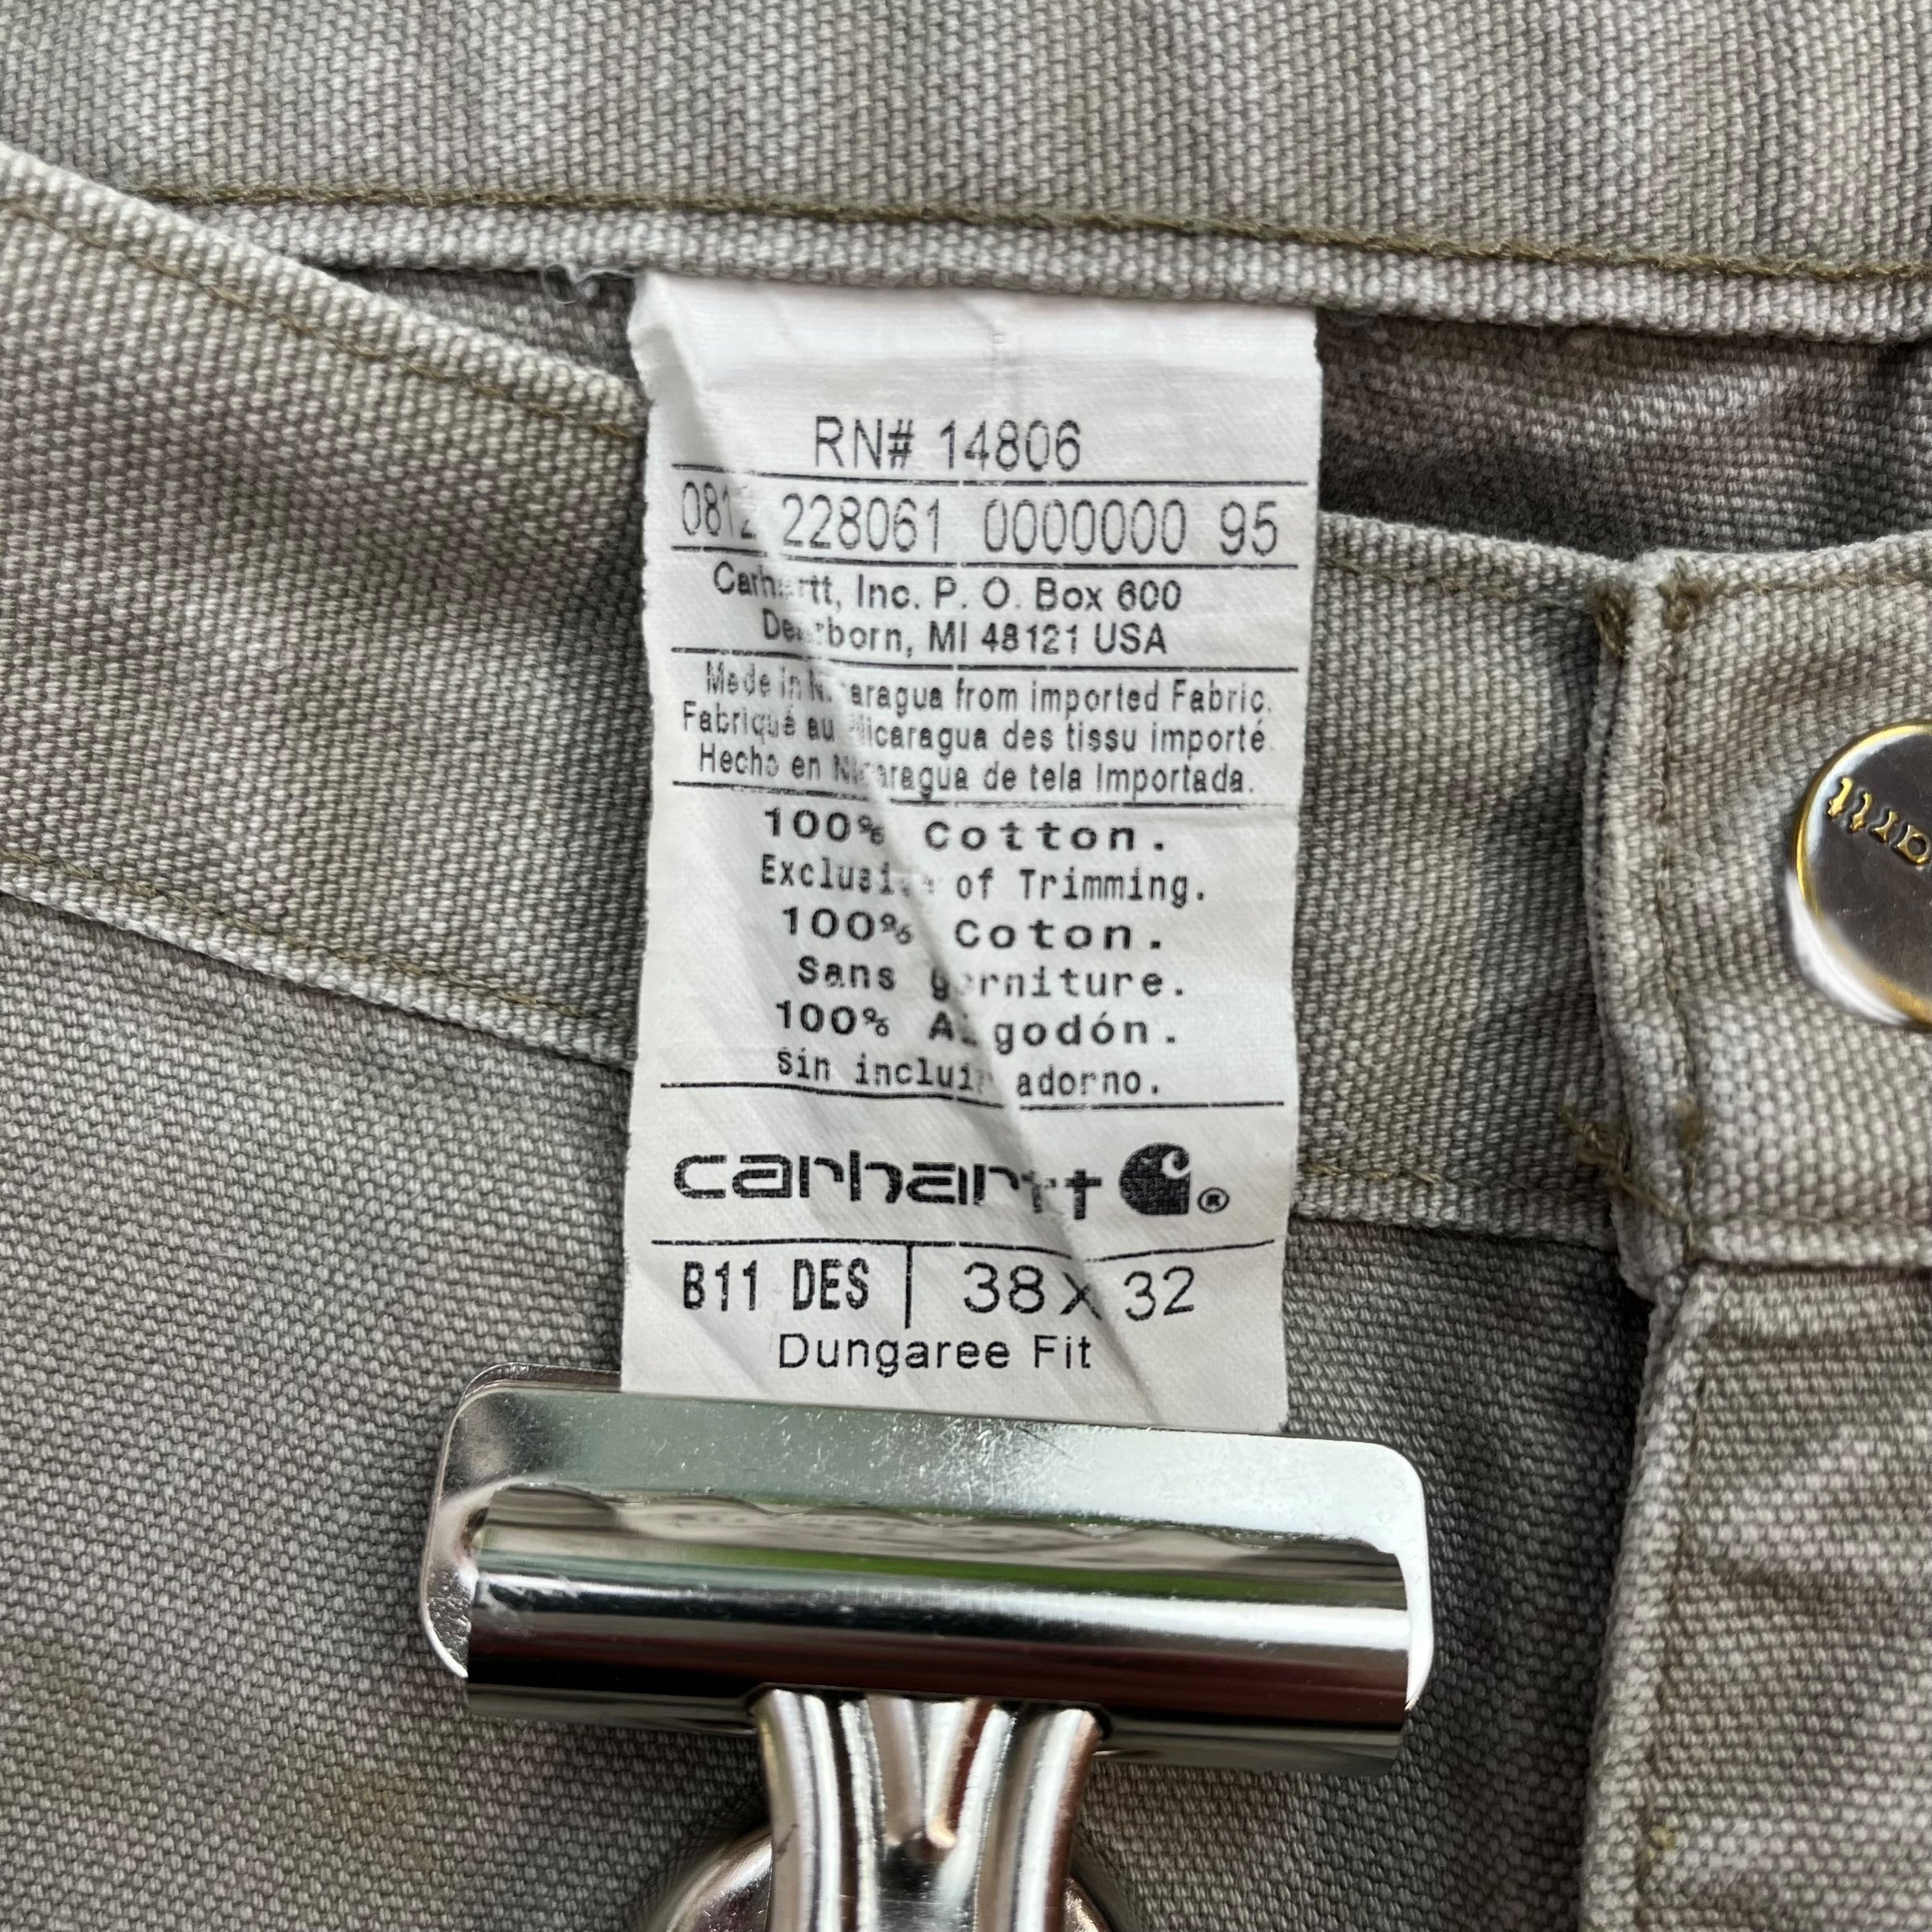 RN# 14806
0812 228061 0000000 95
Carhartt, Inc. P. O. Box 600
Dearborn, MI 48121 USA
Made in Nicaragua from imported Fabric.
Fabriqué au Nicaragua des tissu importé.
Hecho en Nicaragua de tela Importada.
100% Cotton.
Exclusive of Trimming.
100% Coton.
Sans garniture.
100% Algodón.
Sin incluir adorno.
carhartt ®
B11 DES | 38 x 32
Dungaree Fit